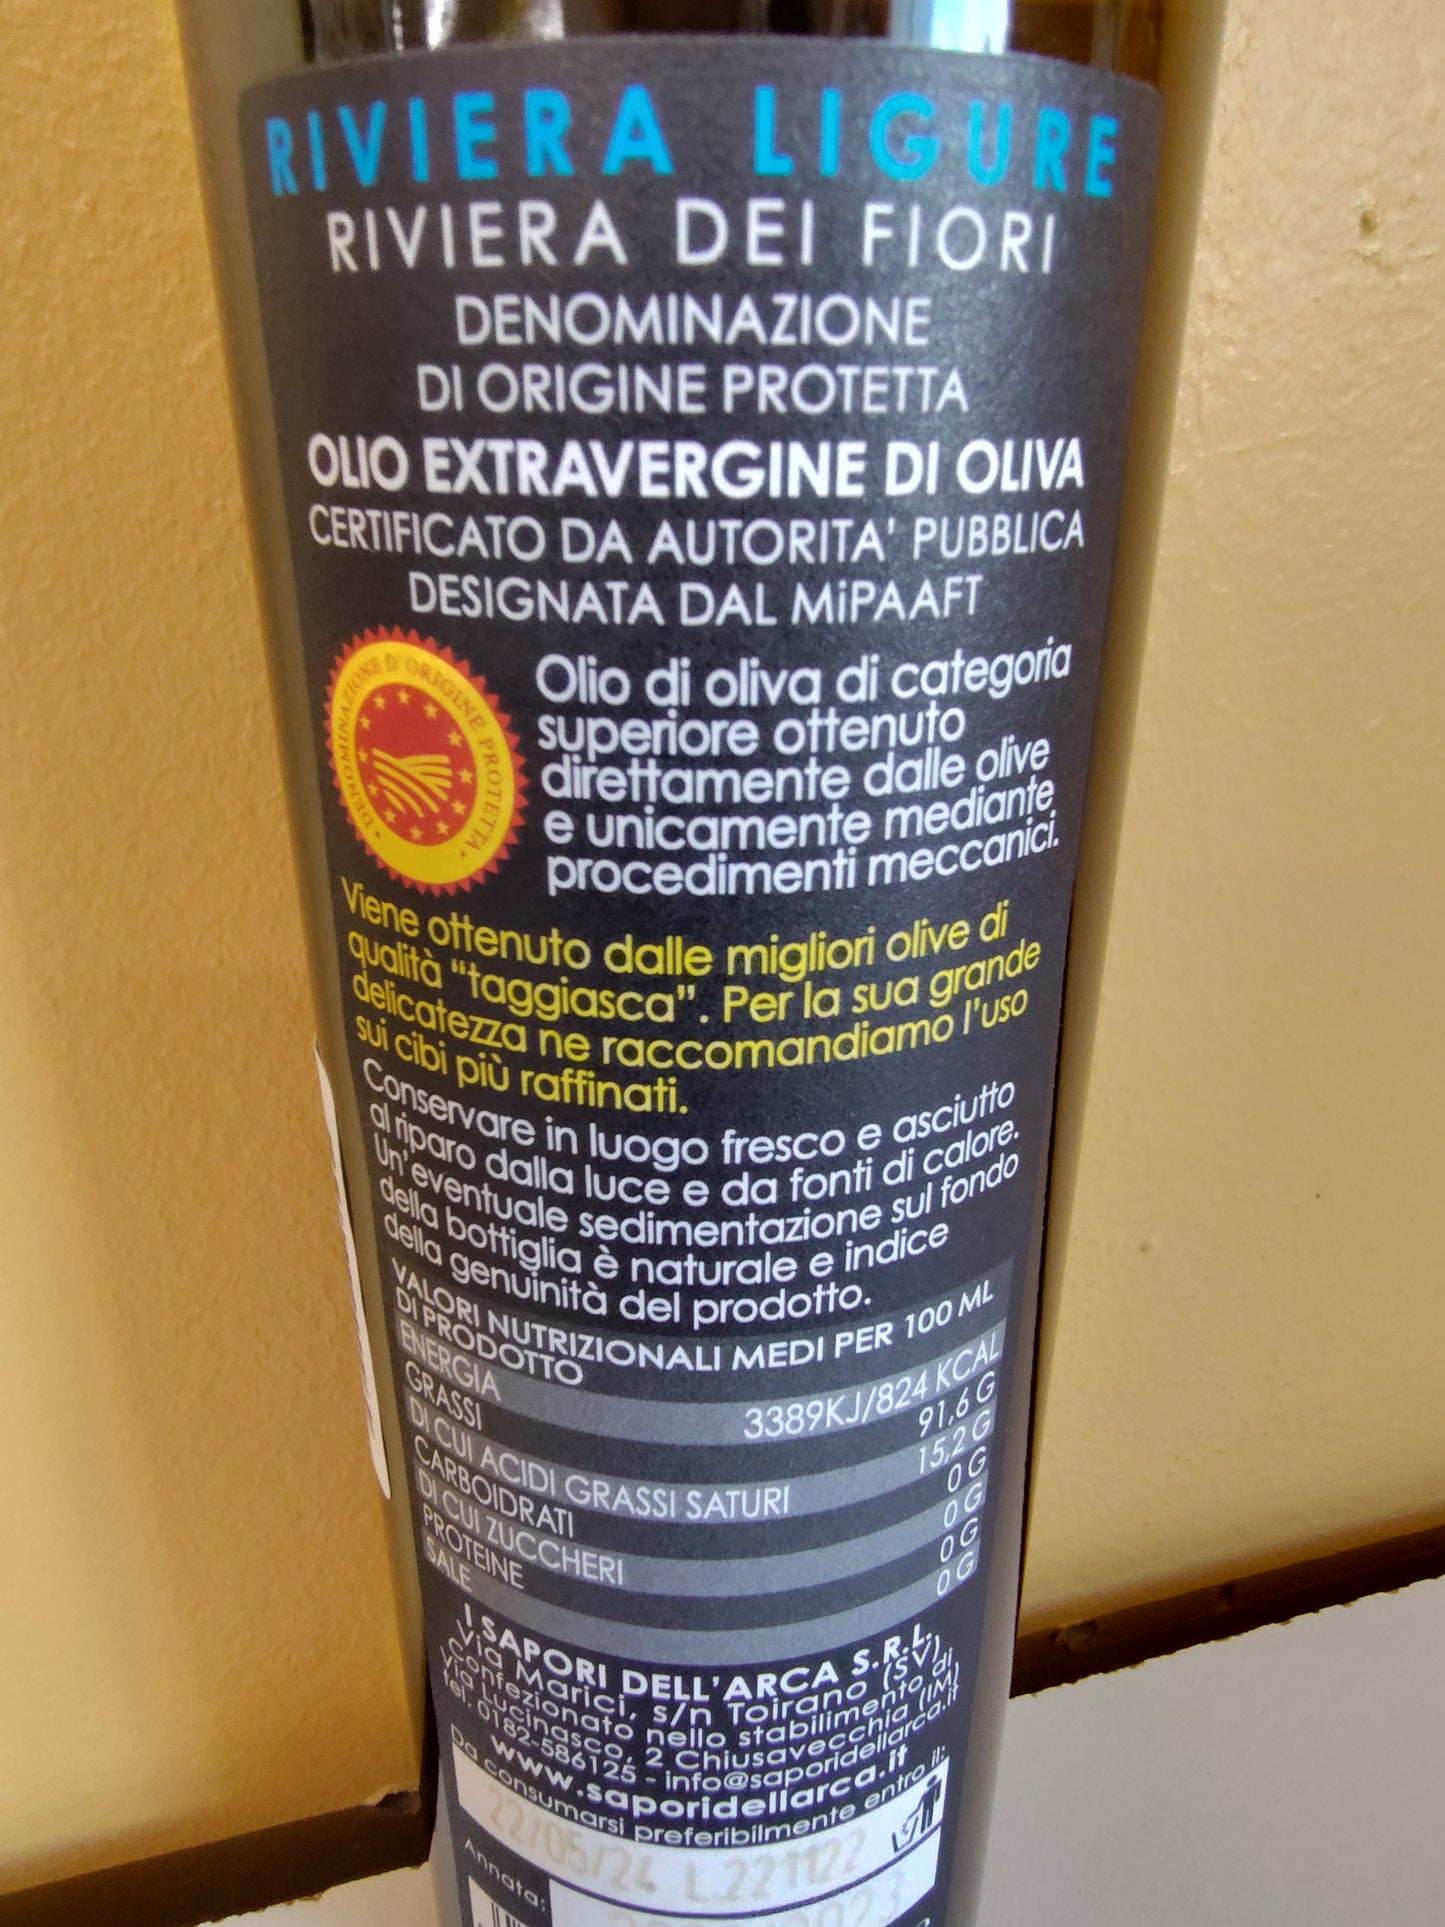 RIVIERA LIGURE
RIVIERA DEI FIORI
DENOMINAZIONE
DI ORIGINE PROTETTA
OLIO EXTRAVERGINE DI OLIVA
CERTIFICATO DA AUTORITA' PUBBLICA
DESIGNATA DAL MiPAAFT
DENOMINAZIONE D'ORIGINE PROTETTA
Olio di oliva di categoria
superiore ottenuto
direttamente dalle olive
e unicamente mediante
procedimenti meccanici.
Viene ottenuto dalle migliori olive di
qualità "taggiasca". Per la sua grande
delicatezza ne raccomandiamo l'uso
sui cibi più raffinati.
Conservare in luogo fresco e asciutto
al riparo dalla luce e da fonti di calore.
Un'eventuale sedimentazione sul fondo
della bottiglia è naturale e indice
della genuinità del prodotto.
VALORI NUTRIZIONALI MEDI PER 100 ML
DI PRODOTTO
ENERGIA 3389KJ/824 KCAL
GRASSI 91,6 G
DI CUI ACIDI GRASSI SATURI 15,2 G
CARBOIDRATI 0 G
DI CUI ZUCCHERI 0 G
PROTEINE 0 G
SALE 0 G
I SAPORI DELL'ARCA S.R.L.
Via Marici, s/n Toirano (SV)
Confezionato nello stabilimento di
via Lucinasco, 2 Chiusavecchia (IM)
tel. 0182-586125 - info@saporidellarca.it
www.saporidellarca.it
Da consumarsi preferibilmente entro il:
22/05/24 L 221122
Annata: